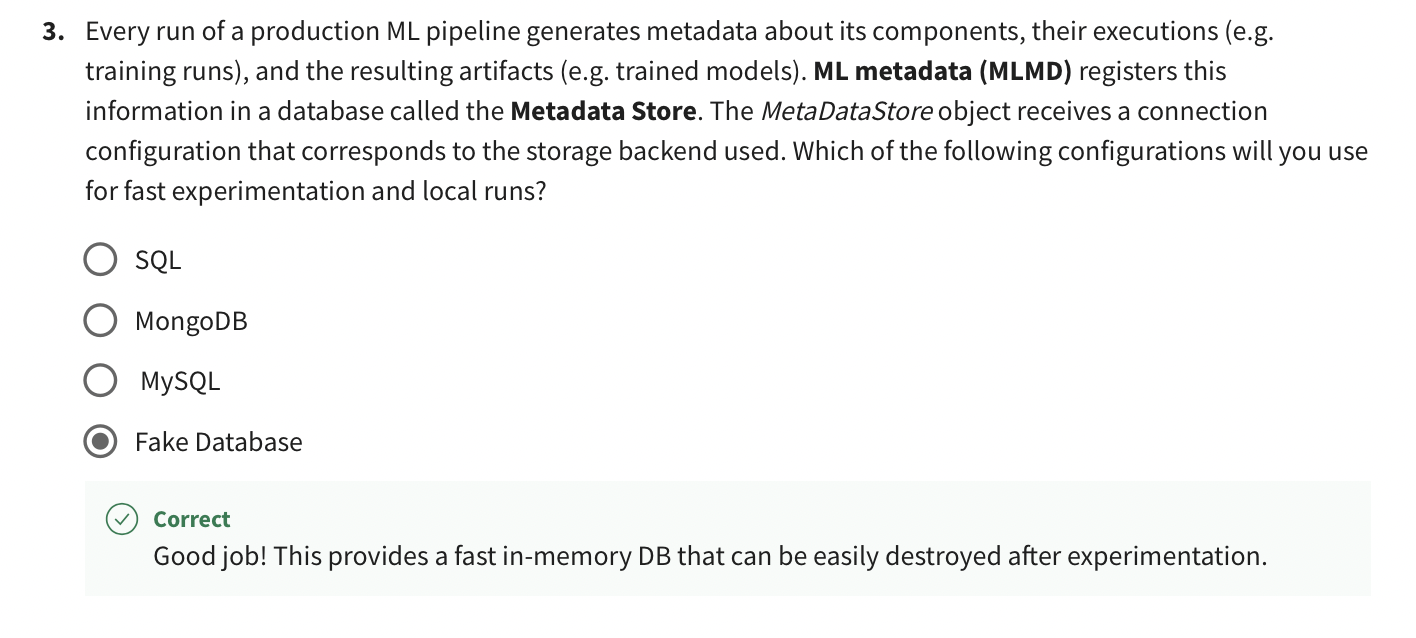 3. Every run of a production ML pipeline generates metadata about its components, their executions (e.g.
training runs), and the resulting artifacts (e.g. trained models). ML metadata (MLMD) registers this
information in a database called the Metadata Store. The MetaDataStore object receives a connection
configuration that corresponds to the storage backend used. Which of the following configurations will you use
for fast experimentation and local runs?
SQL
MongoDB
MySQL
Fake Database
Correct
Good job! This provides a fast in-memory DB that can be easily destroyed after experimentation.